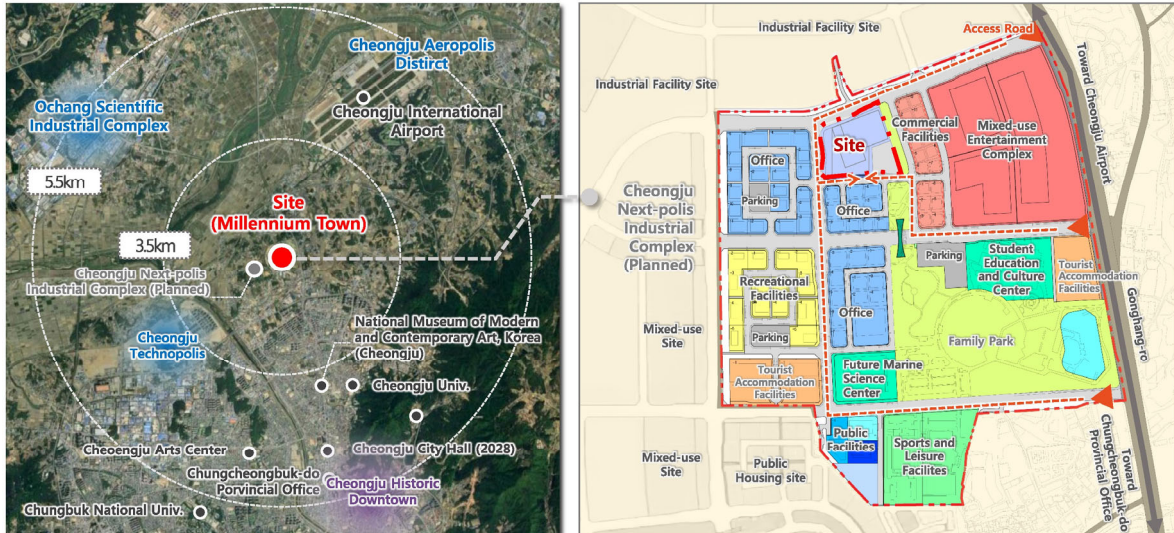 Cheongju Aeropolis
Distirct
Cheongju International
Airport
Ochang Scientific
Industrial Complex
5.5km
Site
(Millennium Town)
3.5km
Cheongju Next-polis
Industrial Complex (Planned)
National Museum of Modern
and Contemporary Art, Korea
(Cheongju)
Cheongju
Technopolis
Cheongju Univ.
Cheongju City Hall (2028)
Cheoongju Arts Center
Chungcheongbuk-do
Porvincial Office
Cheongju Historic
Downtown
Chungbuk National Univ.
Industrial Facility Site
Access Road
Toward Cheongju Airport
Industrial Facility Site
Commercial
Facilities
Mixed-use
Entertainment
Complex
Site
Office
Parking
Office
Cheongju
Next-polis
Industrial
Complex
(Planned)
Parking
Student
Education
and Culture
Center
Tourist
Accommodation
Facilities
Gonghang-ro
Recreational
Facilities
Office
Mixed-use
Site
Parking
Family Park
Tourist
Accommodation
Facilities
Future Marine
Science
Center
Public
Facilities
Sports and
Leisure
Facilites
Mixed-use
Site
Public
Housing site
Toward
Chungcheongbuk-do
Provincial Office